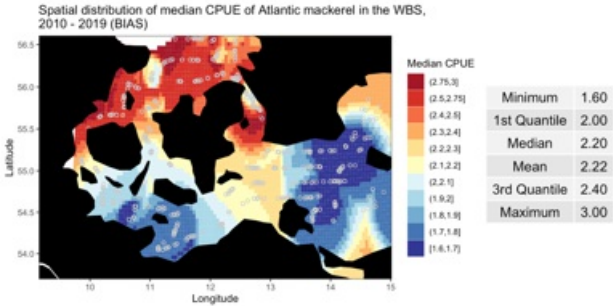 Spatial distribution of median CPUE of Atlantic mackerel in the WBS,
2010 - 2019 (BIAS)
Latitude
56.5
56.0
55.5
55.0
54.5
54.0
10 11 12 13 14 15
Longitude
Median CPUE
(2.75,3]
(2.5,2.75]
(2.4,2.5]
(2.3,2.4]
(2.2,2.3]
(2.1,2.2]
(2,2.1]
(1.9,2]
(1.8,1.9]
(1.7,1.8]
[1.6,1.7]
Minimum 1.60
1st Quantile 2.00
Median 2.20
Mean 2.22
3rd Quantile 2.40
Maximum 3.00